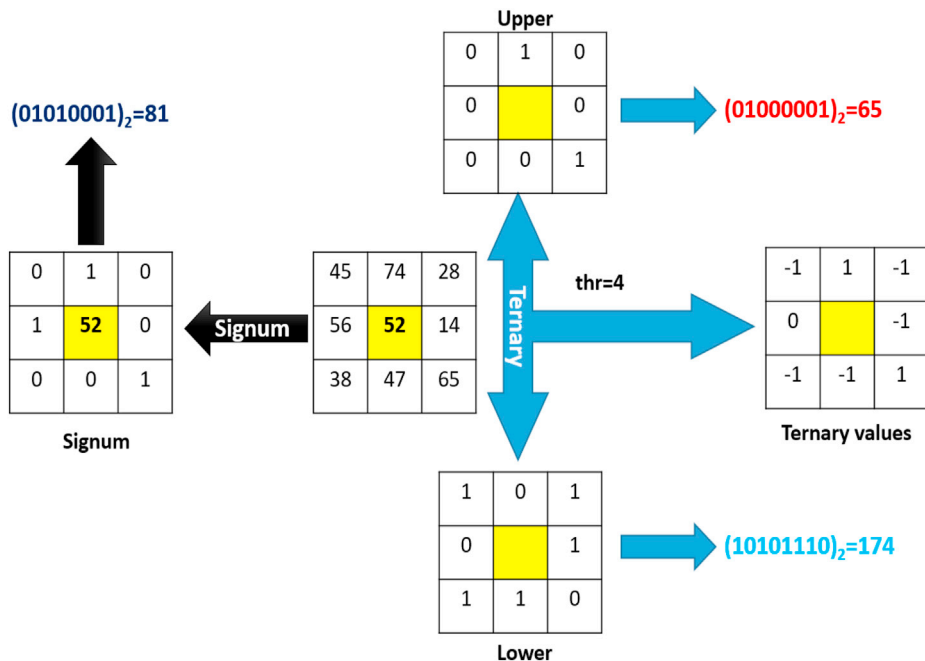 Upper
0 1 0
0 0
0 0 1
(01000001)₂=65
(01010001)₂=81
0 1 0
1 52 0
0 0 1
Signum
Signum
45 74 28
56 52 14
38 47 65
Ternary
thr=4
-1 1 -1
0 -1
-1 -1 1
Ternary values
1 0 1
0 1
1 1 0
Lower
(10101110)₂=174